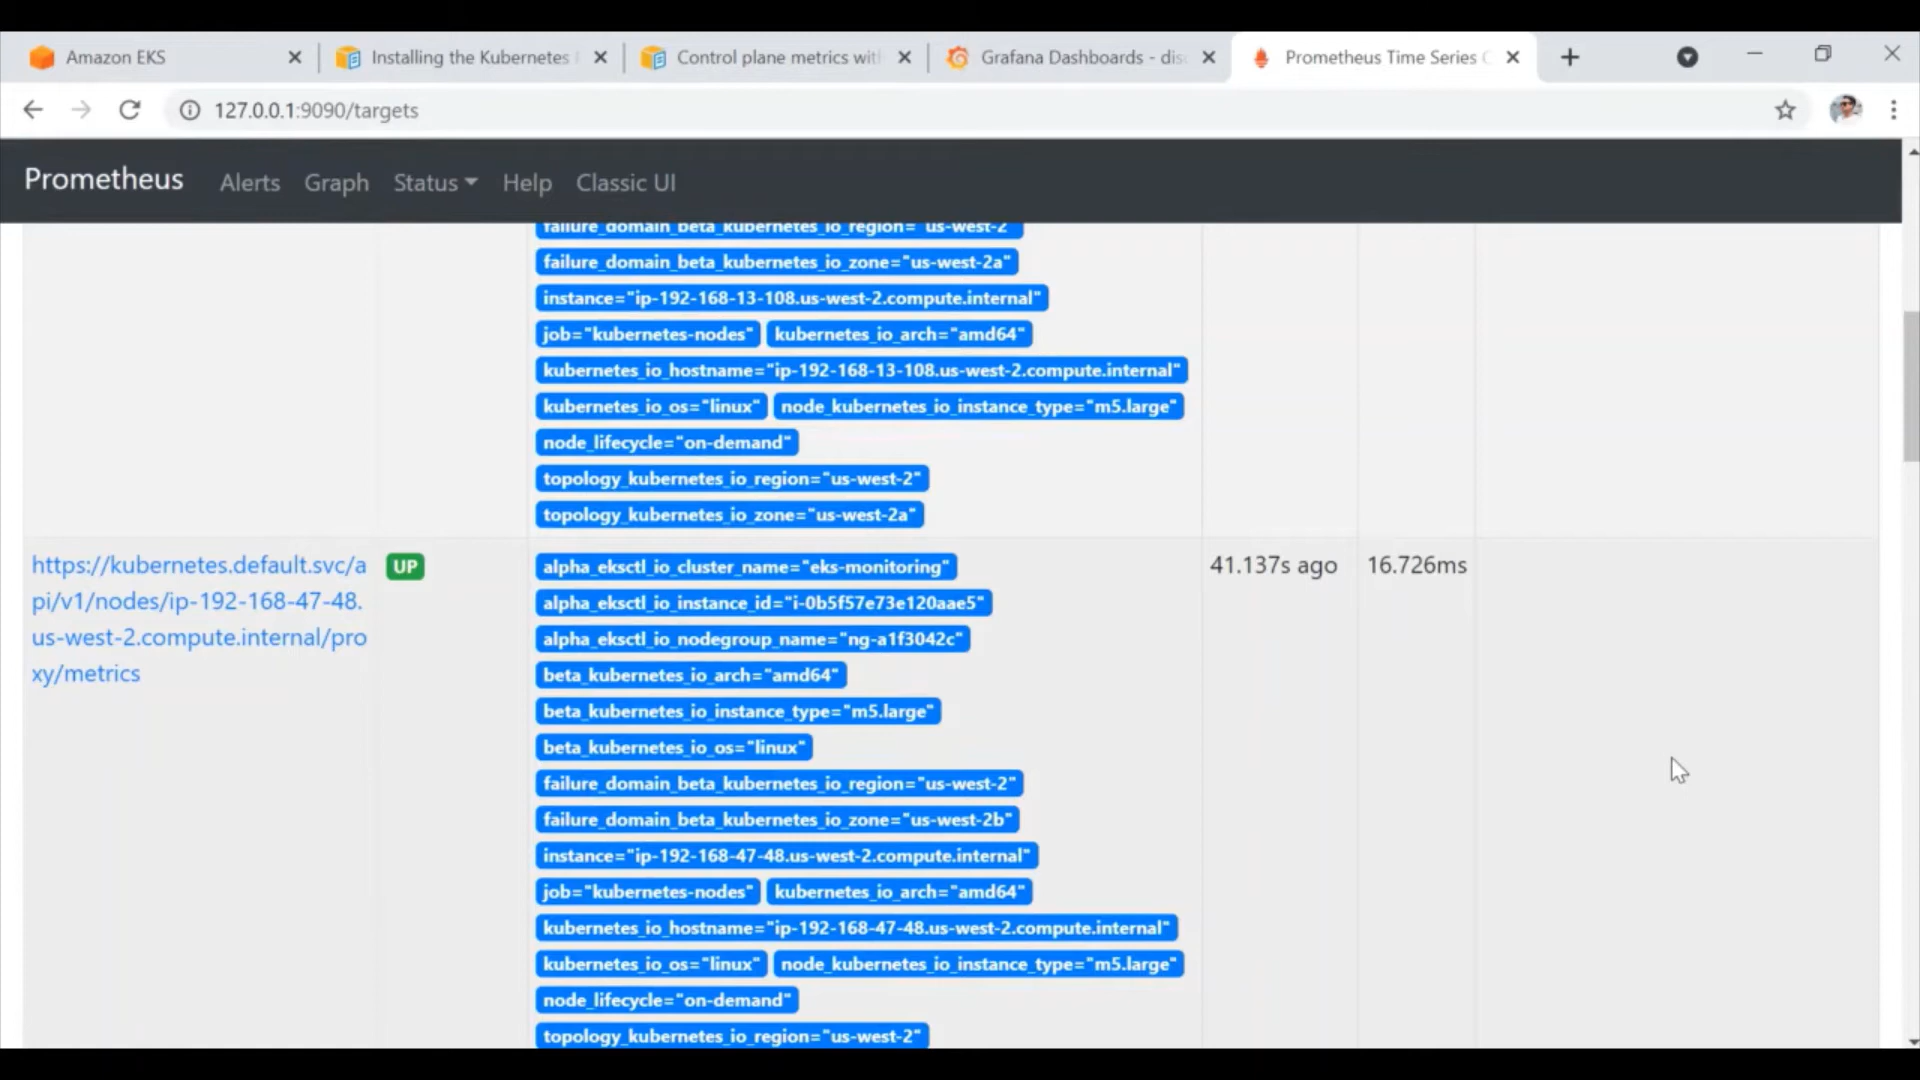 Amazon EKS
Installing the Kubernetes
Control plane metrics wit
Grafana Dashboards - dis
Prometheus Time Series C
127.0.0.1:9090/targets
Prometheus
Alerts
Graph
Status
Help
Classic UI
failure_domain_beta_kubernetes_io_region="us-west-2"
failure_domain_beta_kubernetes_io_zone="us-west-2a"
instance="ip-192-168-13-108.us-west-2.compute.internal"
job="kubernetes-nodes" kubernetes_io_arch="amd64"
kubernetes_io_hostname="ip-192-168-13-108.us-west-2.compute.internal"
kubernetes_io_os="linux" node_kubernetes_io_instance_type="m5.large"
node_lifecycle="on-demand"
topology_kubernetes_io_region="us-west-2"
topology_kubernetes_io_zone="us-west-2a"
https://kubernetes.default.svc/a
pi/v1/nodes/ip-192-168-47-48.
us-west-2.compute.internal/pro
xy/metrics
UP
alpha_eksctl_io_cluster_name="eks-monitoring"
alpha_eksctl_io_instance_id="i-0b5f57e73e120aae5"
alpha_eksctl_io_nodegroup_name="ng-a1f3042c"
beta_kubernetes_io_arch="amd64"
beta_kubernetes_io_instance_type="m5.large"
beta_kubernetes_io_os="linux"
failure_domain_beta_kubernetes_io_region="us-west-2"
failure_domain_beta_kubernetes_io_zone="us-west-2b"
instance="ip-192-168-47-48.us-west-2.compute.internal"
job="kubernetes-nodes" kubernetes_io_arch="amd64"
kubernetes_io_hostname="ip-192-168-47-48.us-west-2.compute.internal"
kubernetes_io_os="linux" node_kubernetes_io_instance_type="m5.large"
node_lifecycle="on-demand"
topology_kubernetes_io_region="us-west-2"
41.137s ago
16.726ms